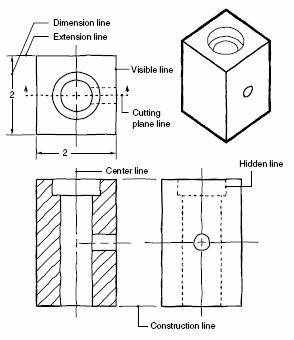 Dimension line
Extension line
Visible line
2
Cutting
plane line
2
Center line
Hidden line
Construction line